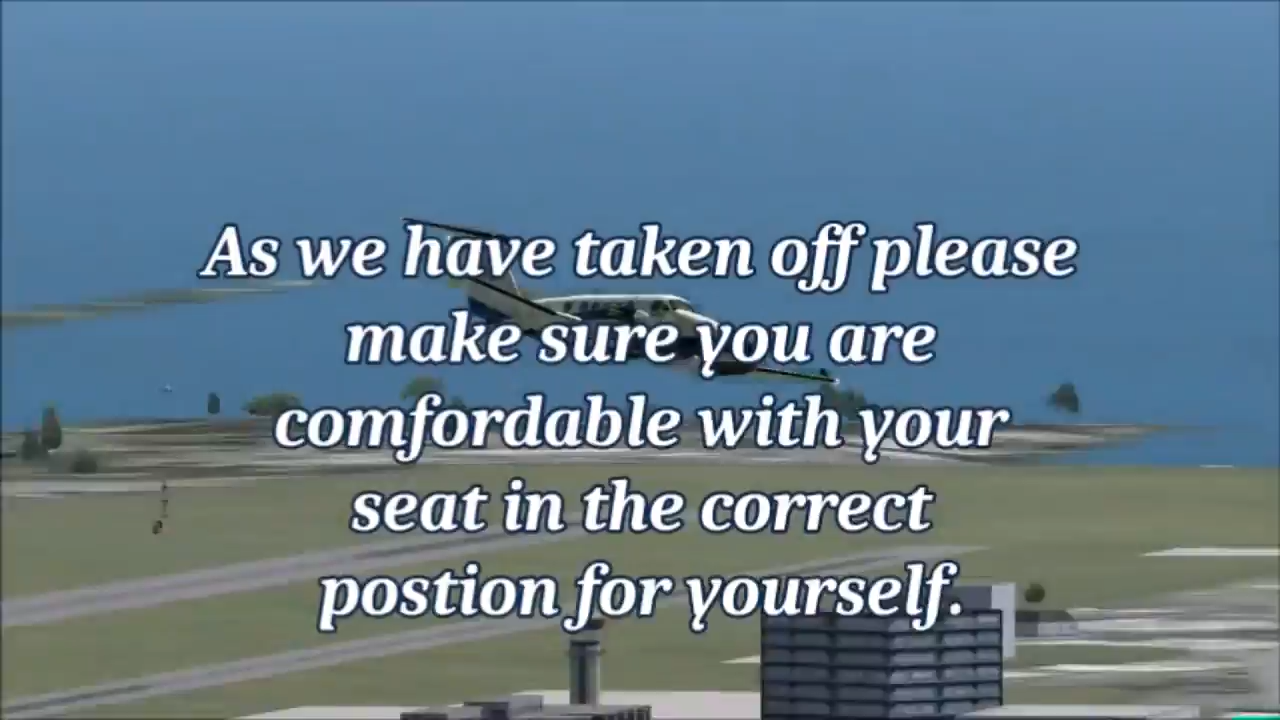 As we have taken off please
make sure you are
comfordable with your
seat in the correct
postion for yourself.